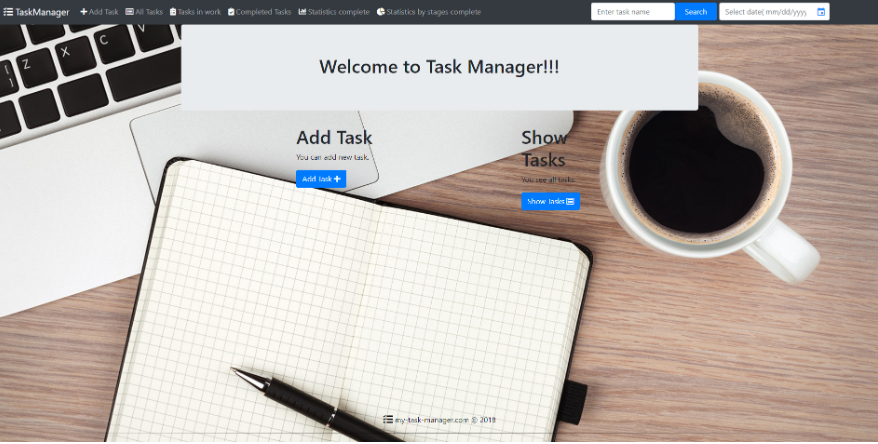 TaskManager Add Task All Tasks Tasks in work Completed Tasks Statistics complete Statistics by stages complete Enter task name Search Select date( mm/dd/yyyy
Welcome to Task Manager!!!
Add Task
You can add new task.
Add Task
Show
Tasks
You see all tasks.
Show Tasks
my-task-manager.com © 2018